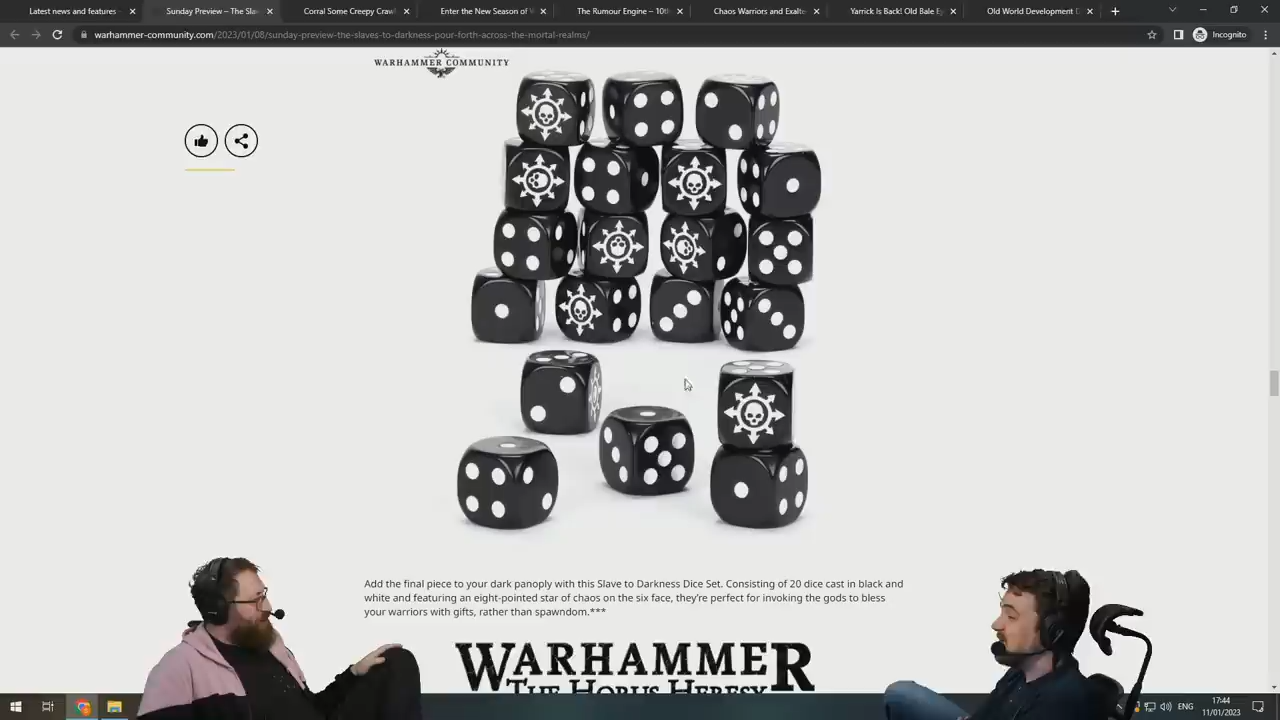 Latest news and features
Sunday Preview – The Sla
Corral Some Creepy Crawl
Enter the New Season of
The Rumour Engine – 10th
Chaos Warriors and Exalte
Yarrick Is Back! Old Bale E
Old World Development D
warhammer-community.com/2023/01/08/sunday-preview-the-slaves-to-darkness-pour-forth-across-the-mortal-realms/
Incognito
WARHAMMER COMMUNITY
Add the final piece to your dark panoply with this Slave to Darkness Dice Set. Consisting of 20 dice cast in black and
white and featuring an eight-pointed star of chaos on the six face, they're perfect for invoking the gods to bless
your warriors with gifts, rather than spawndom.***
WARHAMMER
THE HORUS HERESY
ENG
17:44
11/01/2023